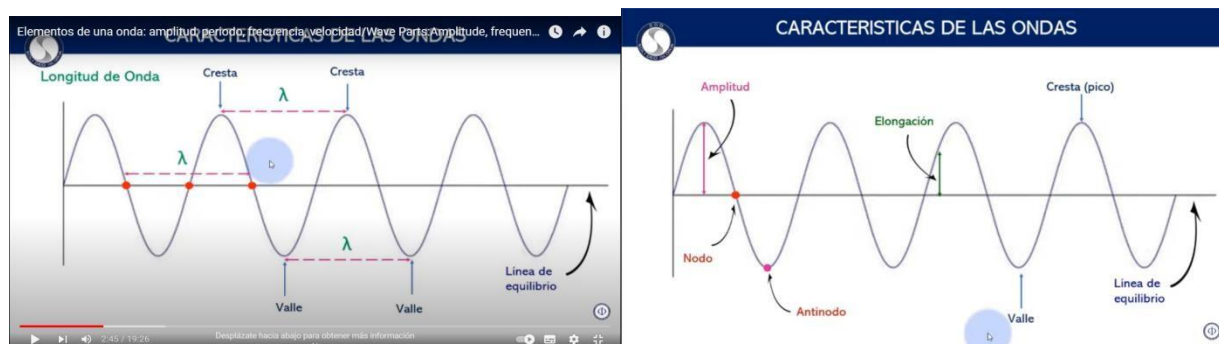 Elementos de una onda: amplitud, periodo, frecuencia, velocidad/Wave Parts:Amplitude, frequen...
CARACTERISTICAS DE LAS ONDAS
Longitud de Onda
Cresta
Cresta
λ
λ
λ
Línea de
equilibrio
Valle
Valle
2:45 / 19:26
Desplázate hacia abajo para obtener más información
CARACTERISTICAS DE LAS ONDAS
Amplitud
Cresta (pico)
Elongación
Nodo
Antinodo
Línea de
equilibrio
Valle